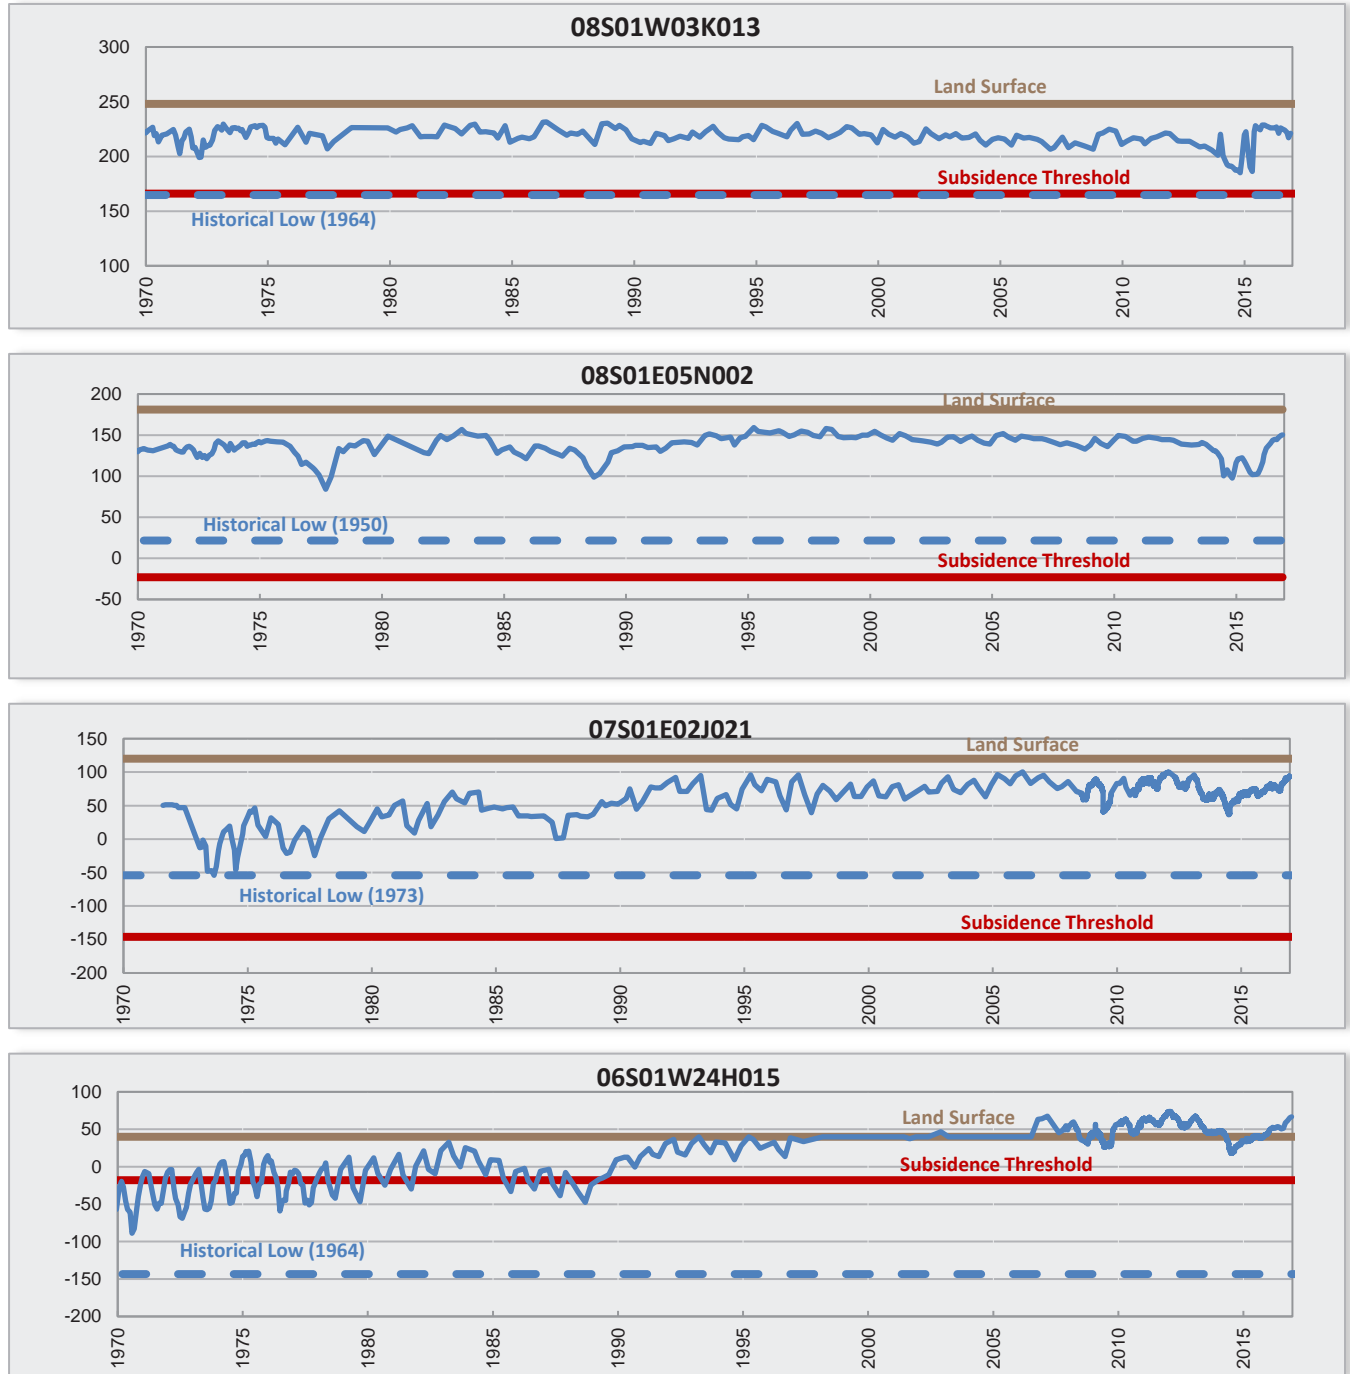 08S01W03K013
300
Land Surface
250
200
Subsidence Threshold
150
Historical Low (1964)
100
1970 1975 1980 1985 1990 1995 2000 2005 2010 2015
08S01E05N002
200
Land Surface
150
100
Historical Low (1950)
50
0
Subsidence Threshold
-50
1970 1975 1980 1985 1990 1995 2000 2005 2010 2015
07S01E02J021
150
Land Surface
100
50
0
-50
Historical Low (1973)
-100
Subsidence Threshold
-150
-200
1970 1975 1980 1985 1990 1995 2000 2005 2010 2015
06S01W24H015
100
Land Surface
50
0
Subsidence Threshold
-50
-100
Historical Low (1964)
-150
-200
1970 1975 1980 1985 1990 1995 2000 2005 2010 2015